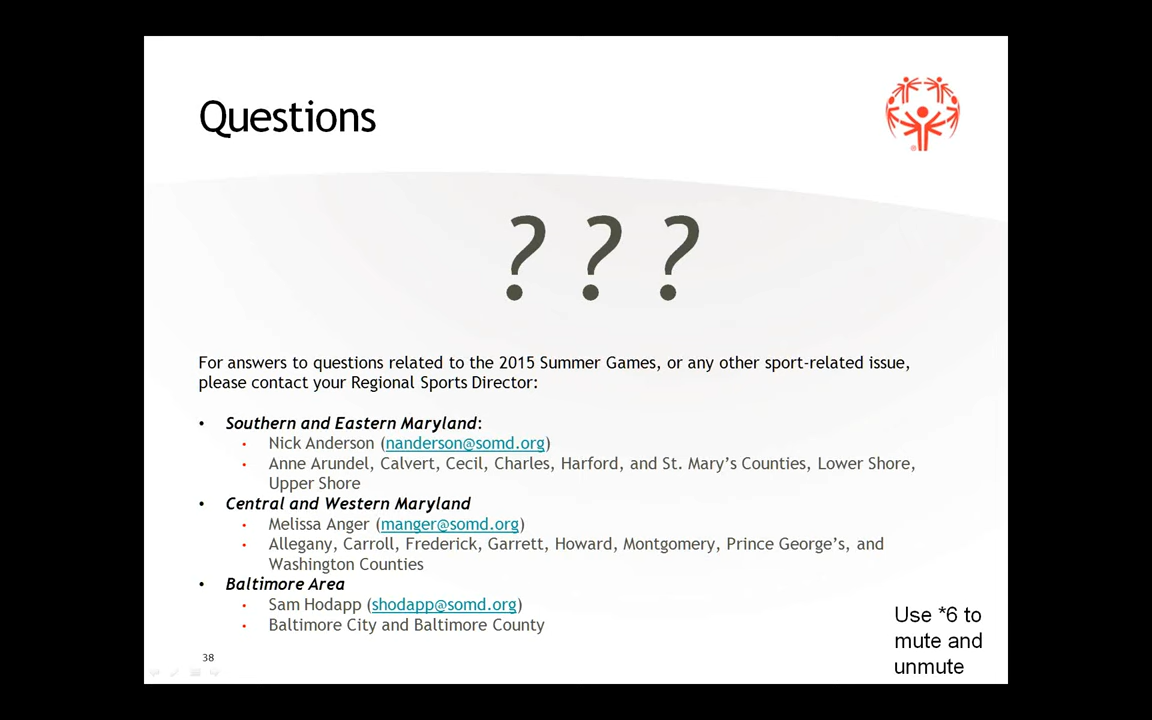 Questions
? ? ?
For answers to questions related to the 2015 Summer Games, or any other sport-related issue,
please contact your Regional Sports Director:
• Southern and Eastern Maryland:
• Nick Anderson (nanderson@somd.org)
• Anne Arundel, Calvert, Cecil, Charles, Harford, and St. Mary’s Counties, Lower Shore,
Upper Shore
• Central and Western Maryland
• Melissa Anger (manger@somd.org)
• Allegany, Carroll, Frederick, Garrett, Howard, Montgomery, Prince George’s, and
Washington Counties
• Baltimore Area
• Sam Hodapp (shodapp@somd.org)
• Baltimore City and Baltimore County
38
Use *6 to
mute and
unmute